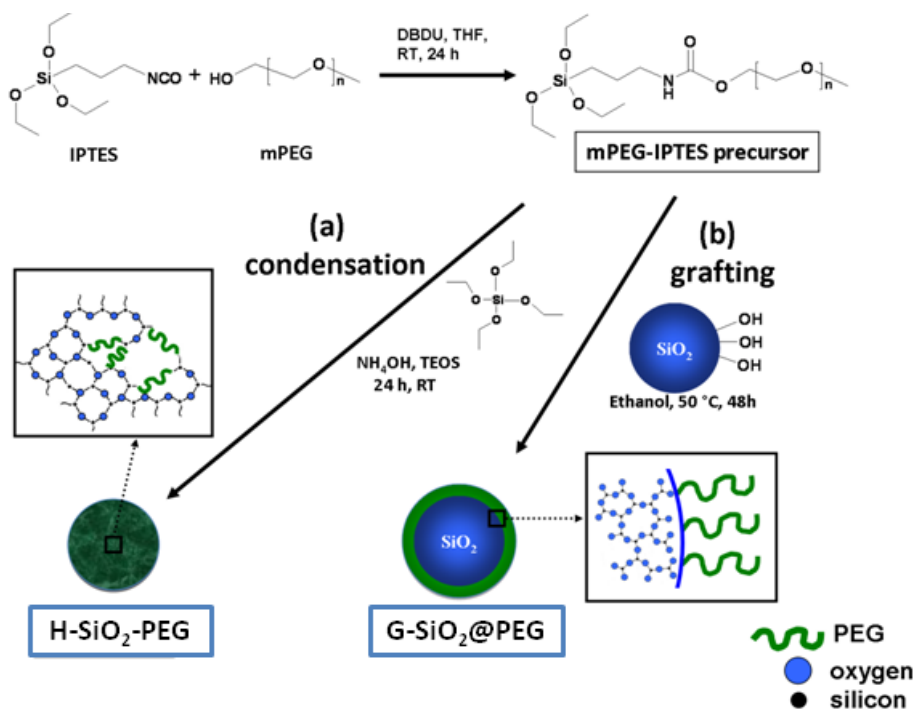 DBDU, THF,
RT, 24 h
O
O
Si
NCO
+
HO
O
n
O
O
O
Si
N
H
O
O
O
n
O
O
IPTES
mPEG
mPEG-IPTES precursor
(a)
condensation
(b)
grafting
O
O
Si
O
O
OH
OH
OH
SiO2
NH4OH, TEOS
24 h, RT
Ethanol, 50 °C, 48h
SiO2
H-SiO2-PEG
G-SiO2@PEG
PEG
oxygen
silicon